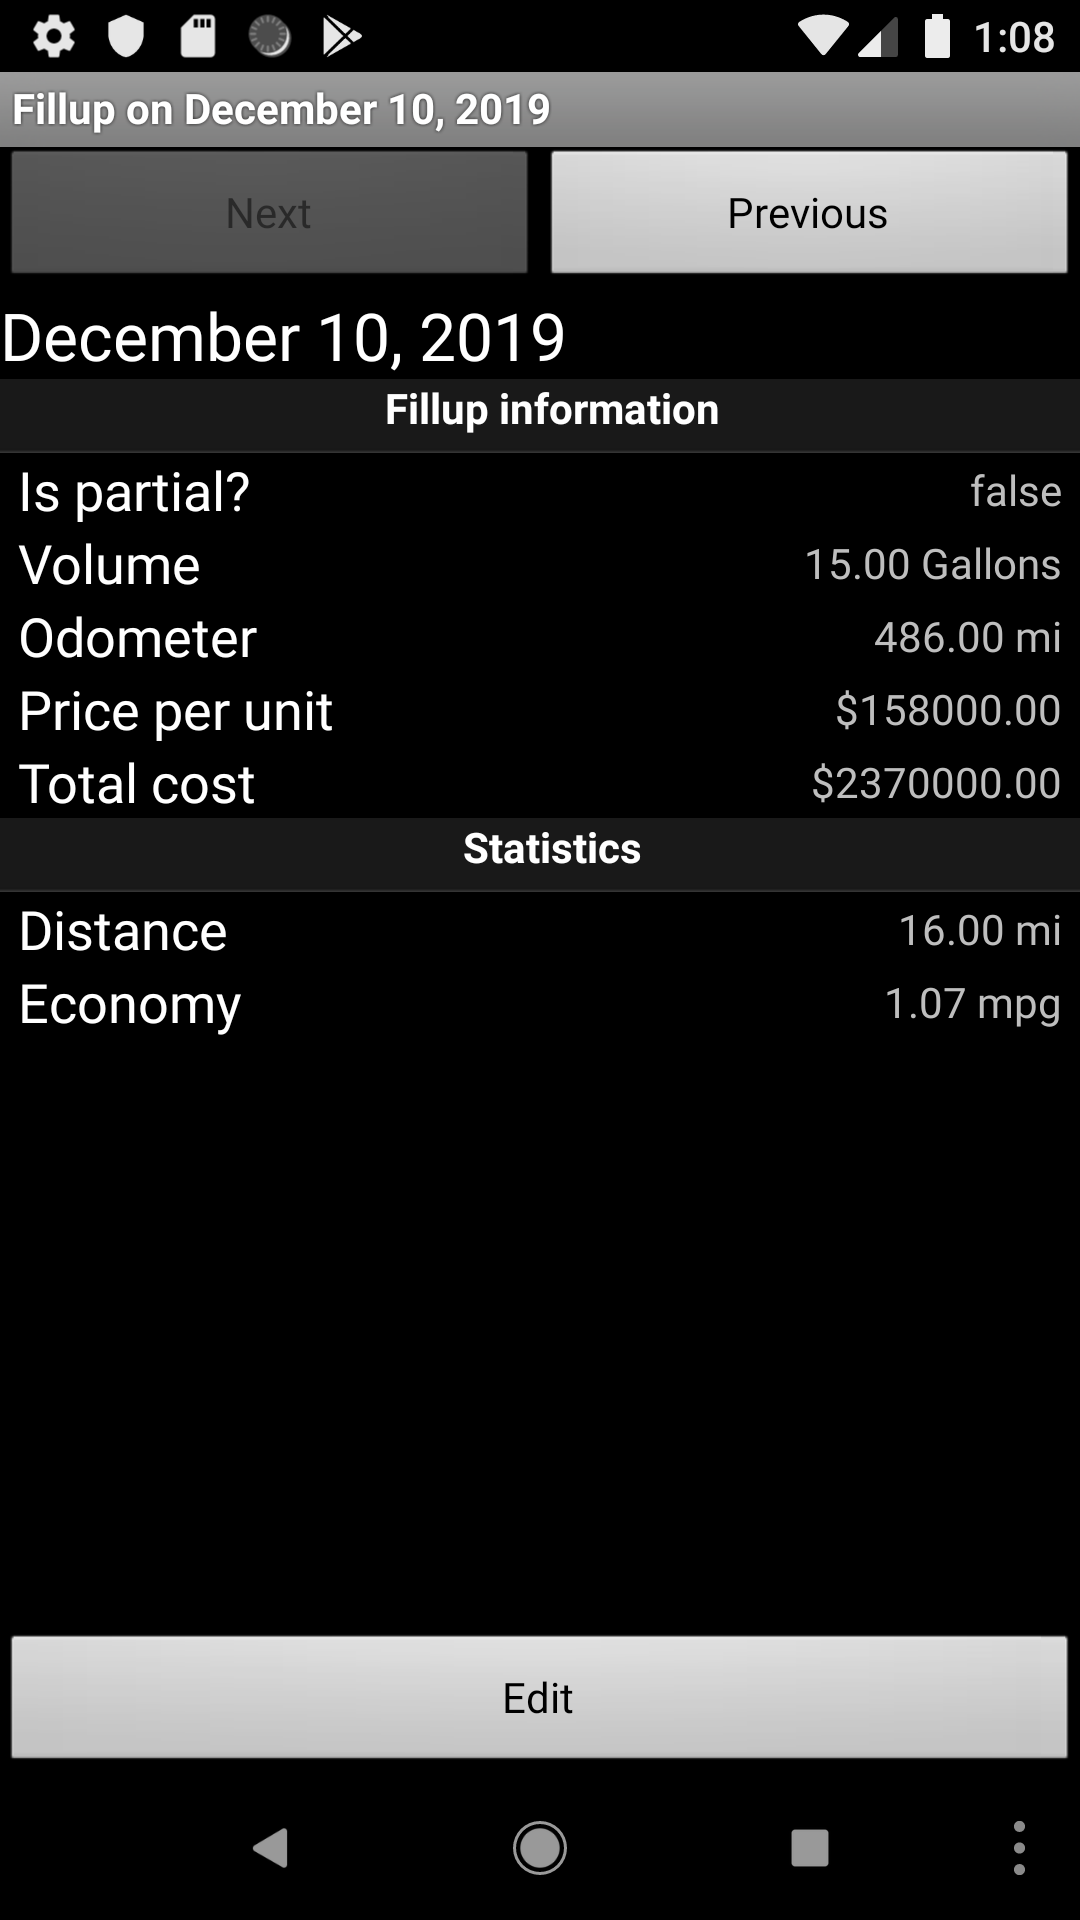 1:08
Fillup on December 10, 2019
Next
Previous
December 10, 2019
Fillup information
Is partial? false
Volume 15.00 Gallons
Odometer 486.00 mi
Price per unit $158000.00
Total cost $2370000.00
Statistics
Distance 16.00 mi
Economy 1.07 mpg
Edit